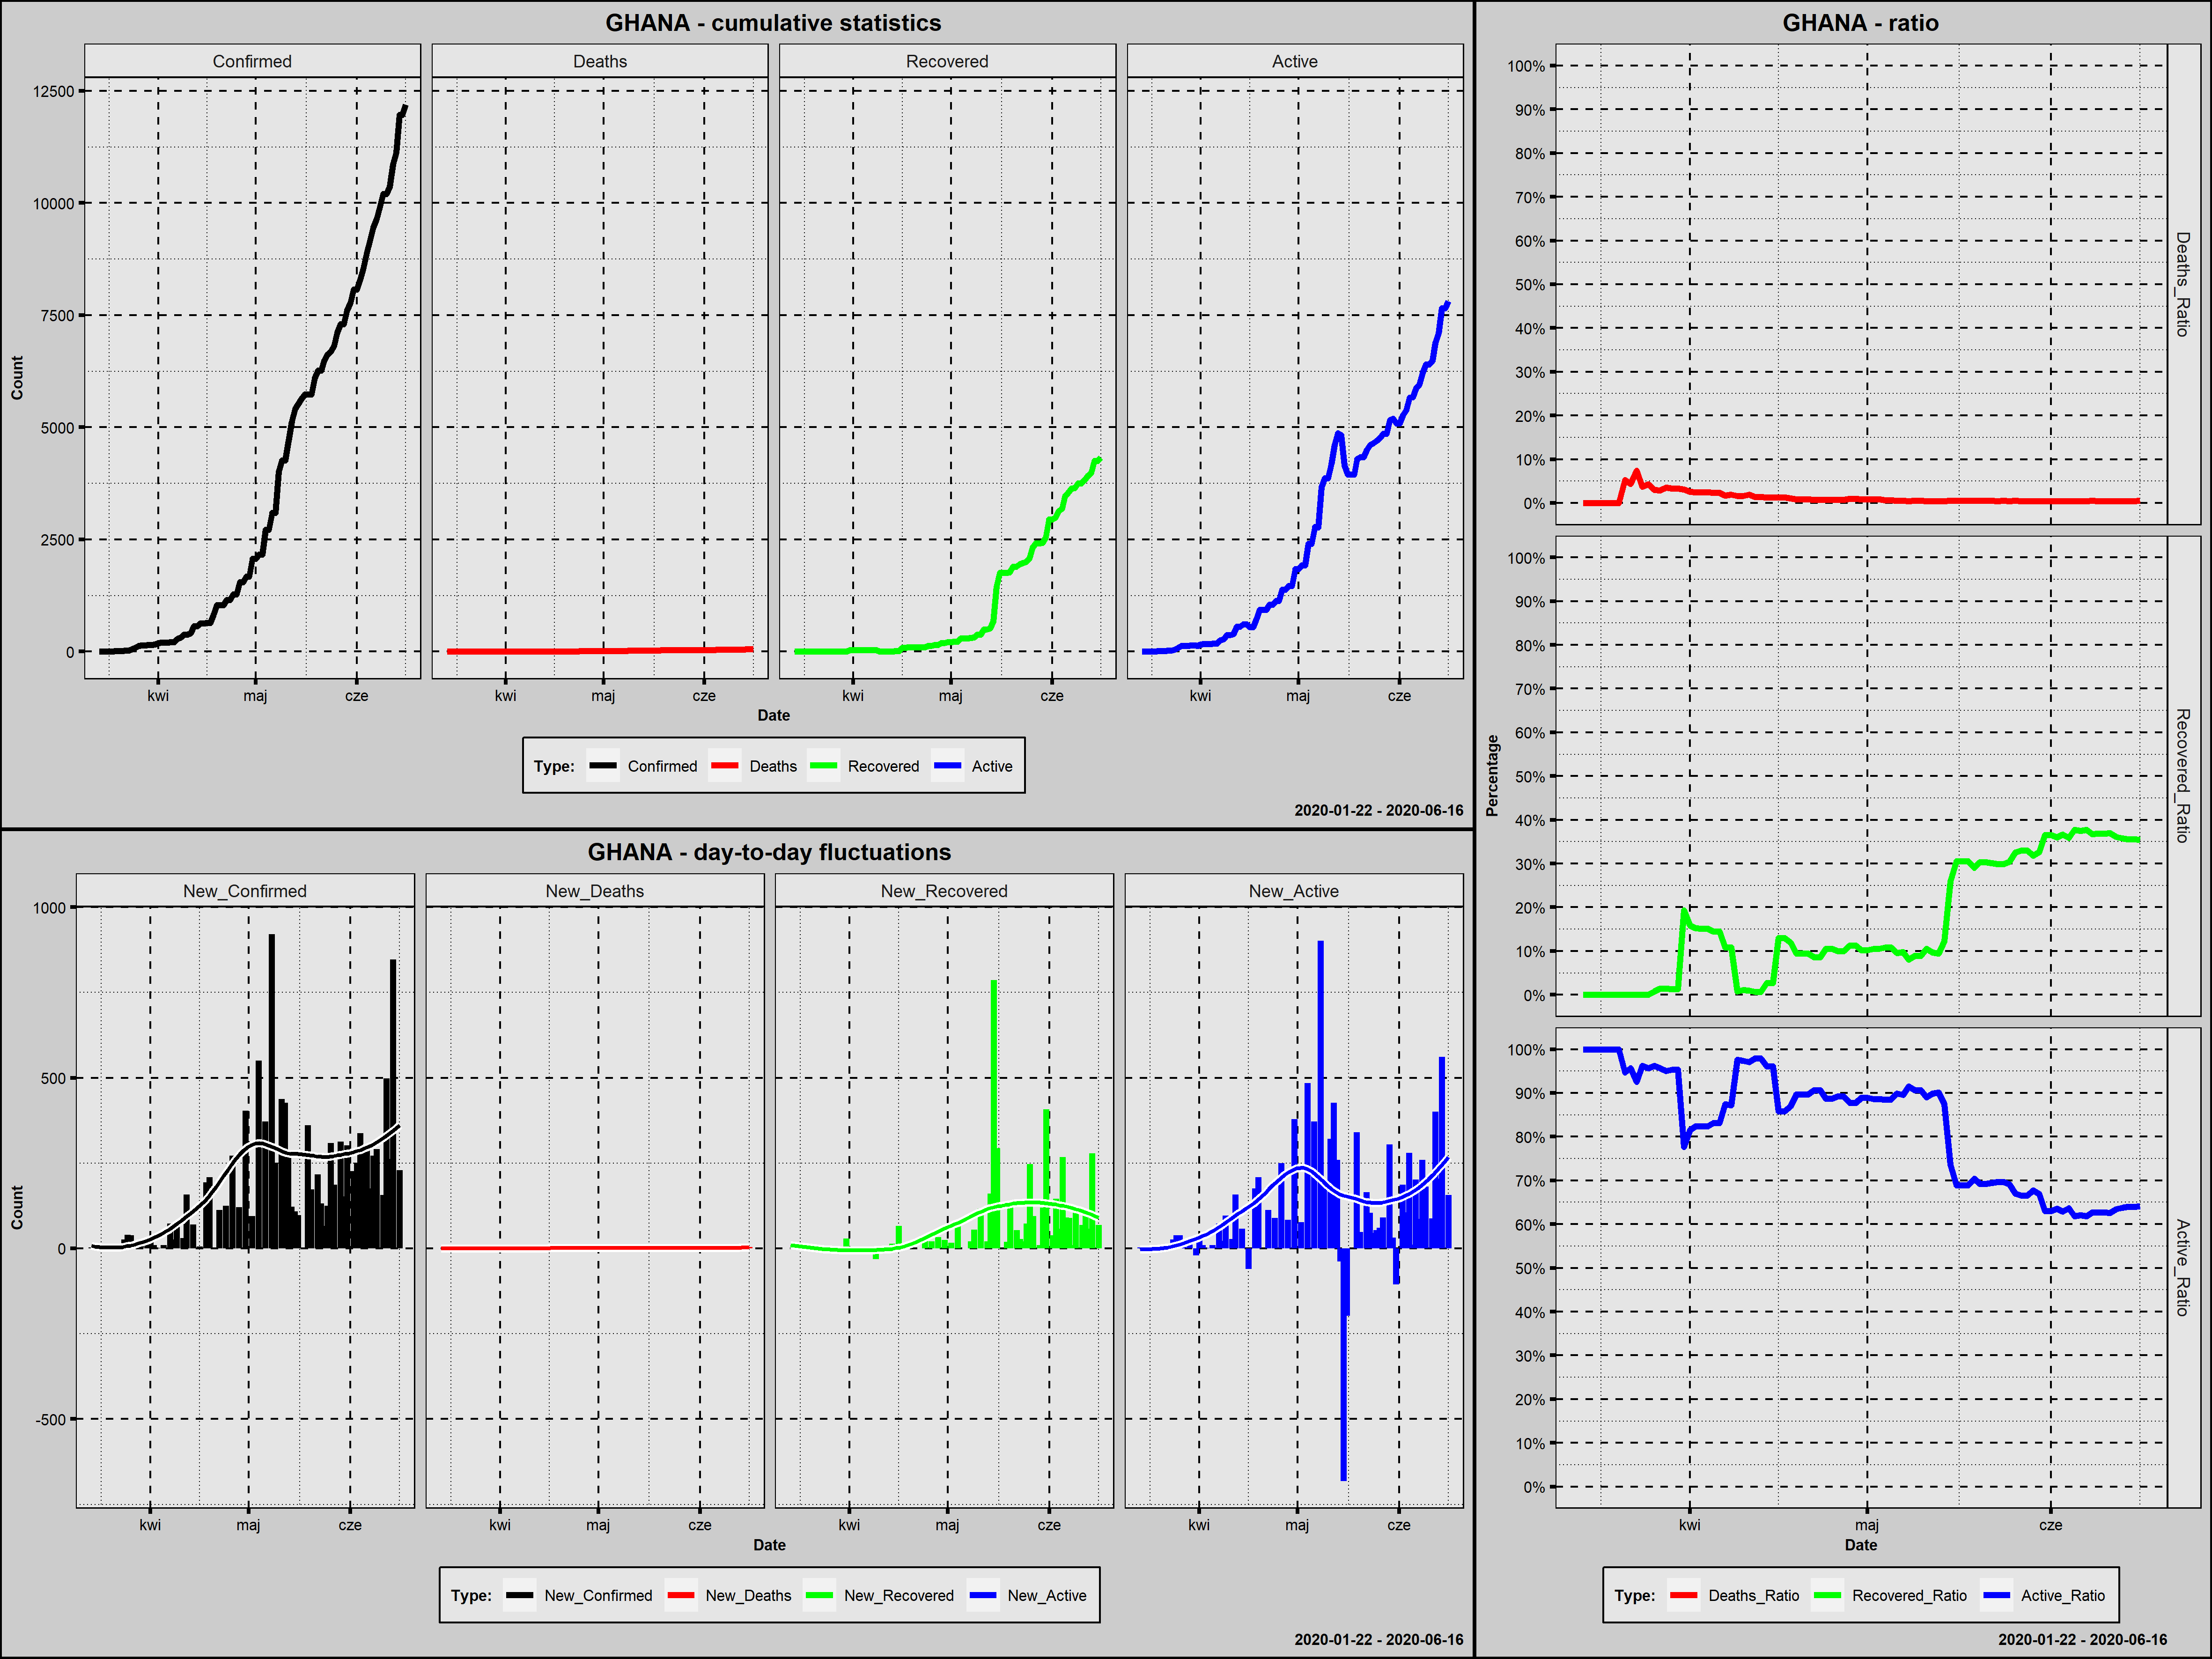 GHANA - cumulative statistics
Confirmed Deaths Recovered Active
12500
10000
7500
5000
2500
0
Count
kwi maj cze kwi maj cze kwi maj cze kwi maj cze
Date
Type: Confirmed Deaths Recovered Active
2020-01-22 - 2020-06-16
GHANA - day-to-day fluctuations
New_Confirmed New_Deaths New_Recovered New_Active
1000
500
0
-500
Count
kwi maj cze kwi maj cze kwi maj cze kwi maj cze
Date
Type: New_Confirmed New_Deaths New_Recovered New_Active
2020-01-22 - 2020-06-16
GHANA - ratio
100%
90%
80%
70%
60%
50%
40%
30%
20%
10%
0%
Deaths_Ratio
100%
90%
80%
70%
60%
50%
40%
30%
20%
10%
0%
Recovered_Ratio
100%
90%
80%
70%
60%
50%
40%
30%
20%
10%
0%
Active_Ratio
Percentage
kwi maj cze
Date
Type: Deaths_Ratio Recovered_Ratio Active_Ratio
2020-01-22 - 2020-06-16